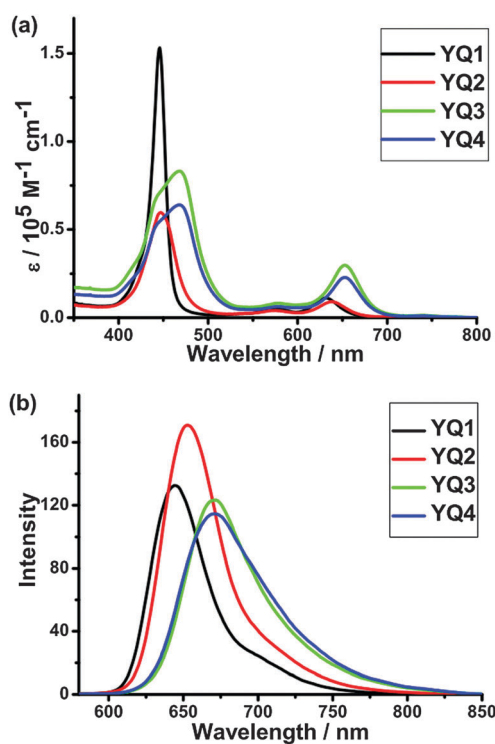 (a)
YQ1
YQ2
YQ3
YQ4
ε / 10⁵ M⁻¹ cm⁻¹
1.5
1.0
0.5
0.0
400 500 600 700 800
Wavelength / nm
(b)
YQ1
YQ2
YQ3
YQ4
Intensity
160
120
80
40
0
600 650 700 750 800 850
Wavelength / nm